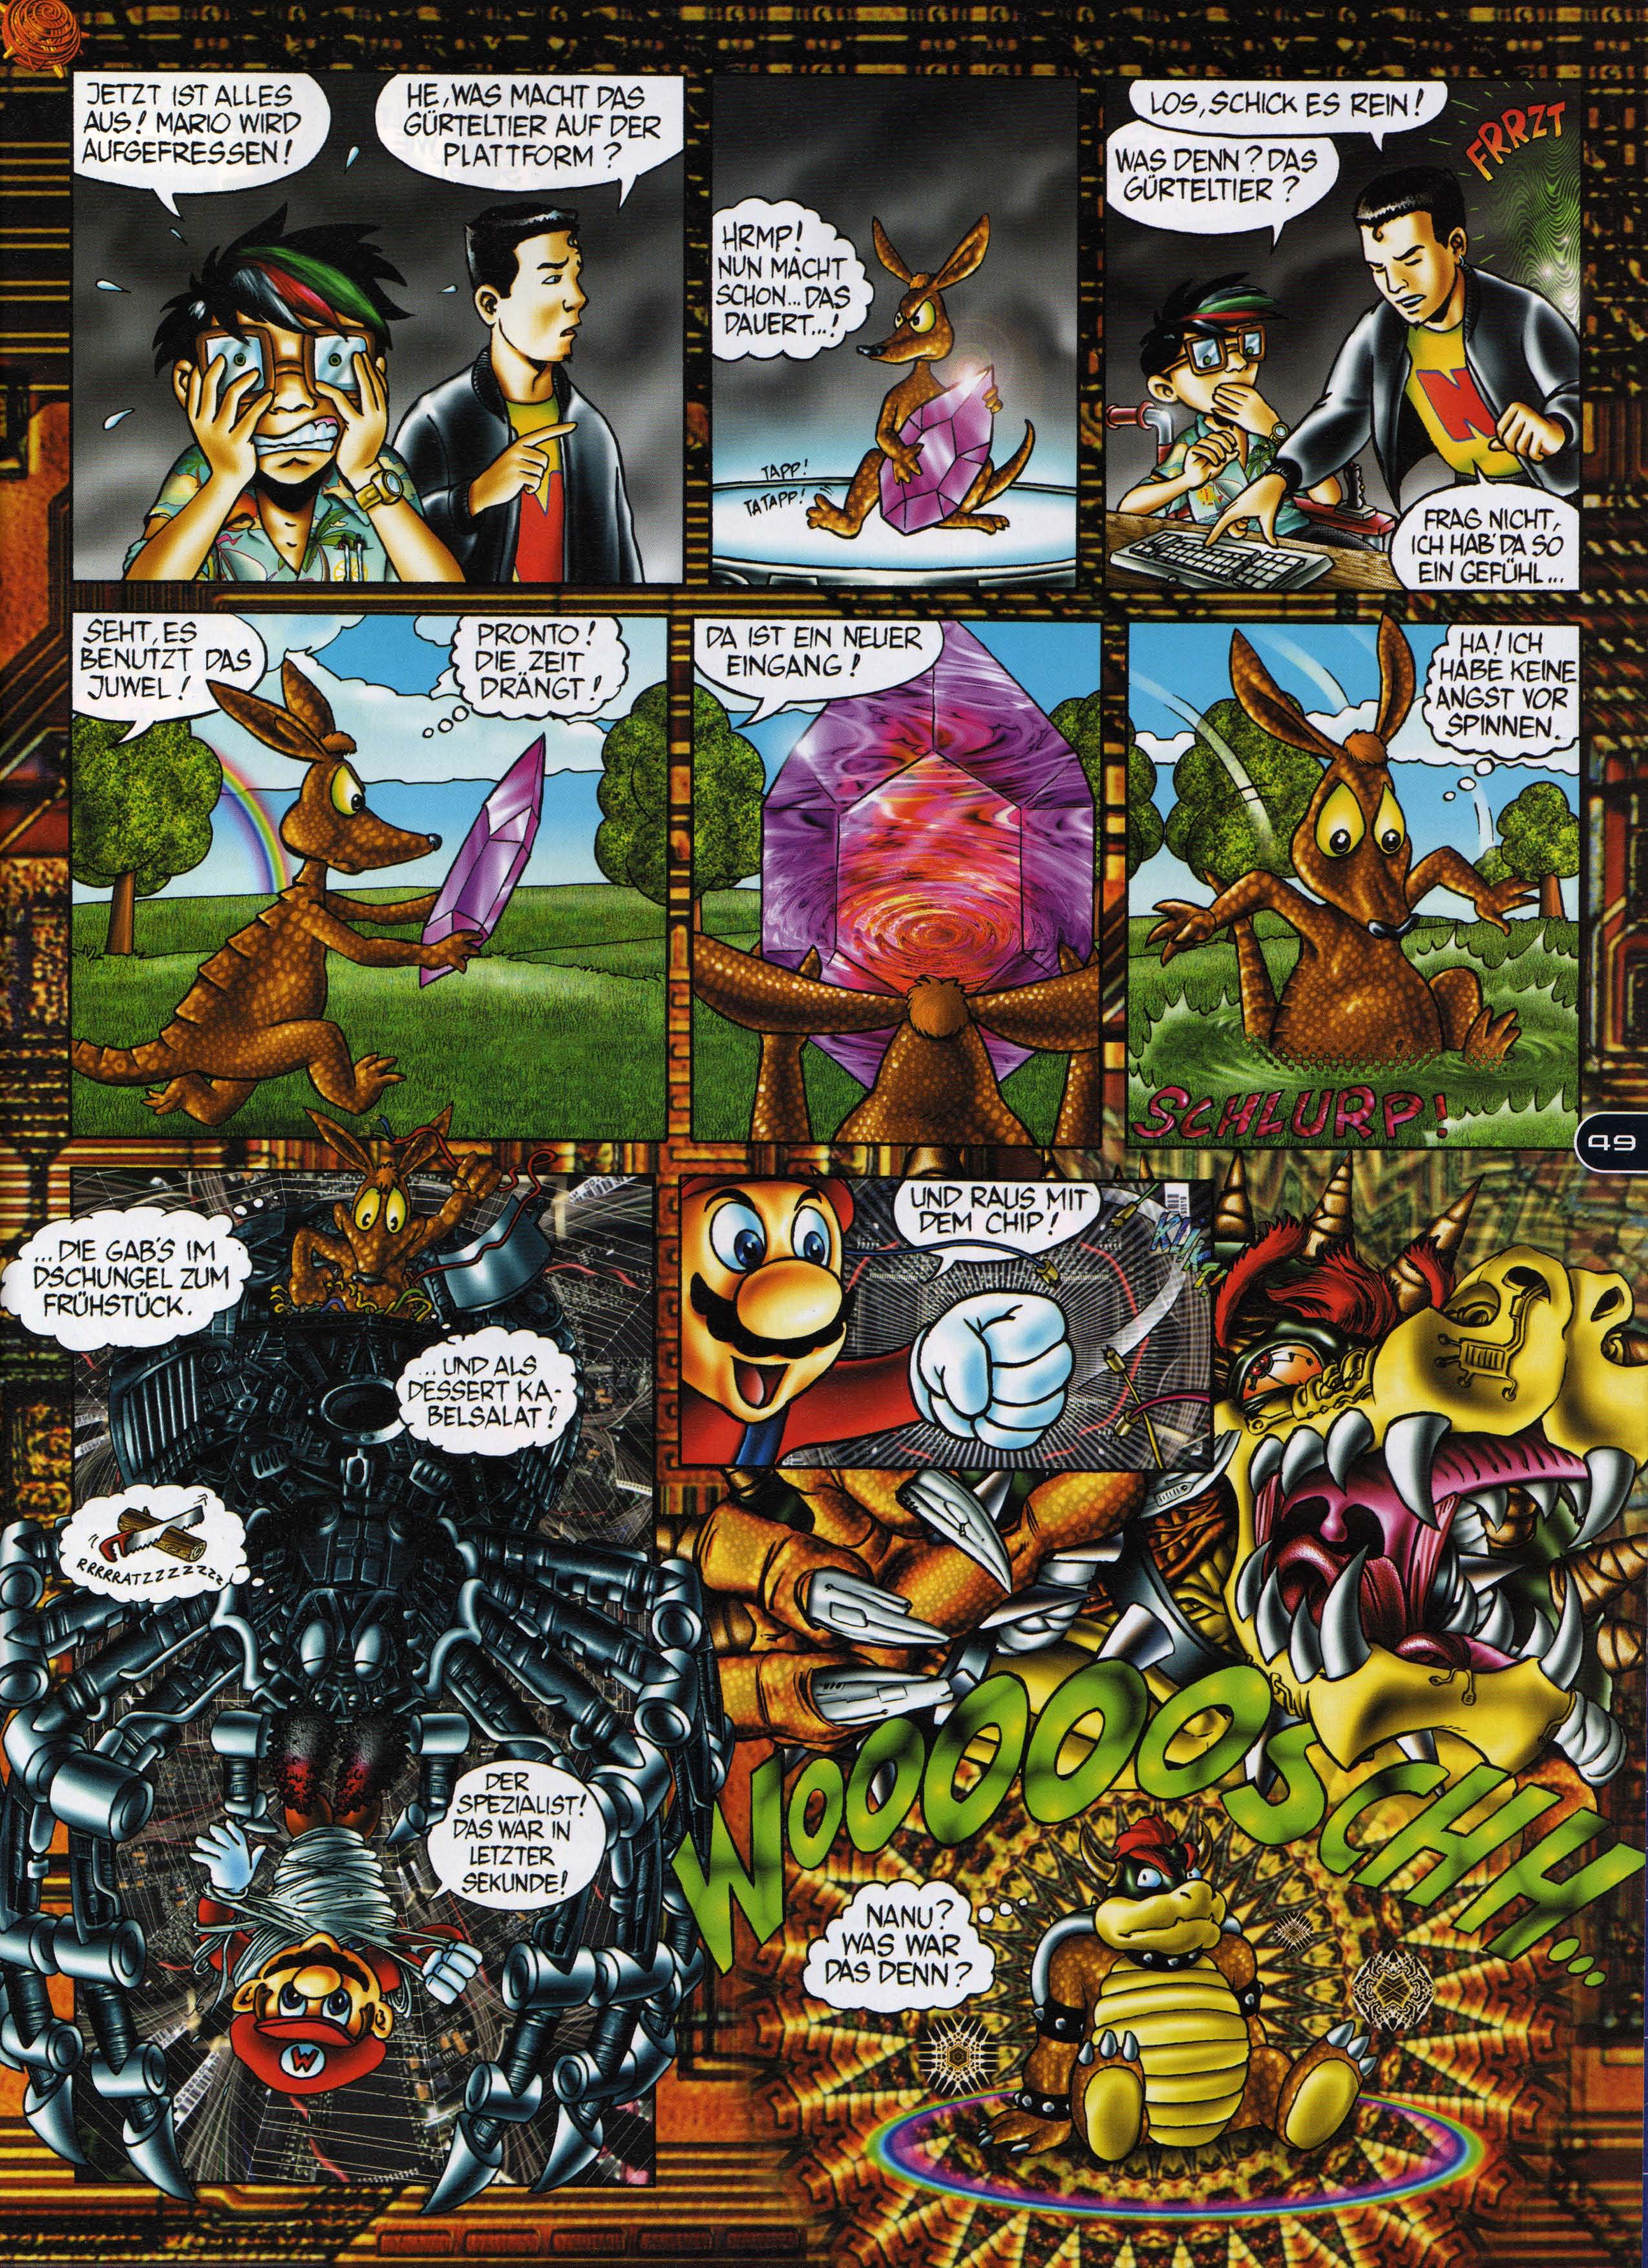 JETZT IST ALLES
AUS! MARIO WIRD
AUFGEFRESSEN!
HE, WAS MACHT DAS
GÜRTELTIER AUF DER
PLATTFORM?
HRMP!
NUN MACHT
SCHON... DAS
DAUERT...!
TAPP!
TATAPP!
LOS, SCHICK ES REIN!
WAS DENN? DAS
GÜRTELTIER?
FRRZT
N
FRAG NICHT,
ICH HAB' DA SO
EIN GEFÜHL...
SEHT, ES
BENUTZT DAS
JUWEL!
PRONTO!
DIE ZEIT
DRÄNGT!
DA IST EIN NEUER
EINGANG!
HA! ICH
HABE KEINE
ANGST VOR
SPINNEN.
SCHLURP!
49
...DIE GAB'S IM
DSCHUNGEL ZUM
FRÜHSTÜCK.
...UND ALS
DESSERT KA-
BELSALAT!
RRRRRATZZZZZZZZ
DER
SPEZIALIST!
DAS WAR IN
LETZTER
SEKUNDE!
W
UND RAUS MIT
DEM CHIP!
WOOOOOSCHH...
NANU?
WAS WAR
DAS DENN?